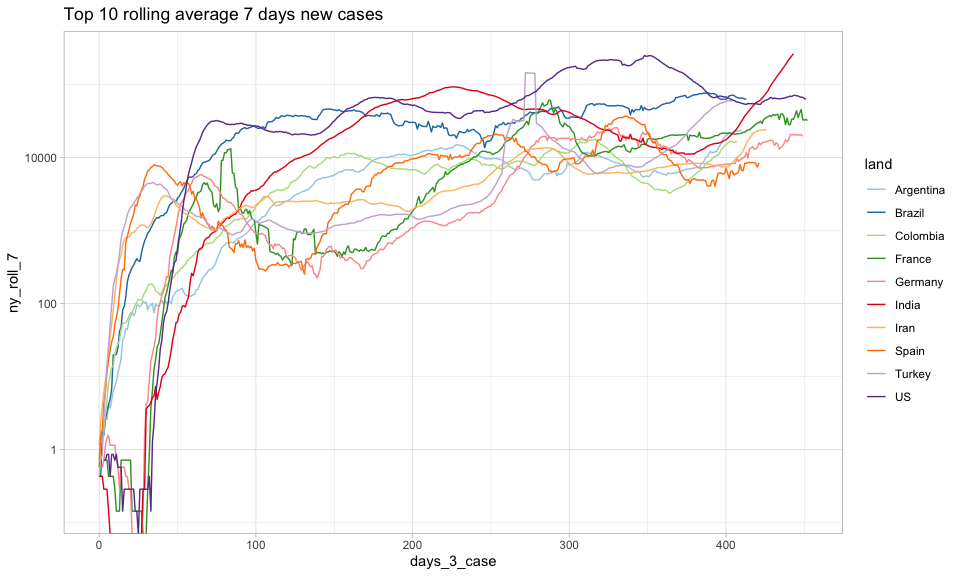 Top 10 rolling average 7 days new cases
ny_roll_7
10000
100
1
0
100
200
300
400
days_3_case
land
Argentina
Brazil
Colombia
France
Germany
India
Iran
Spain
Turkey
US